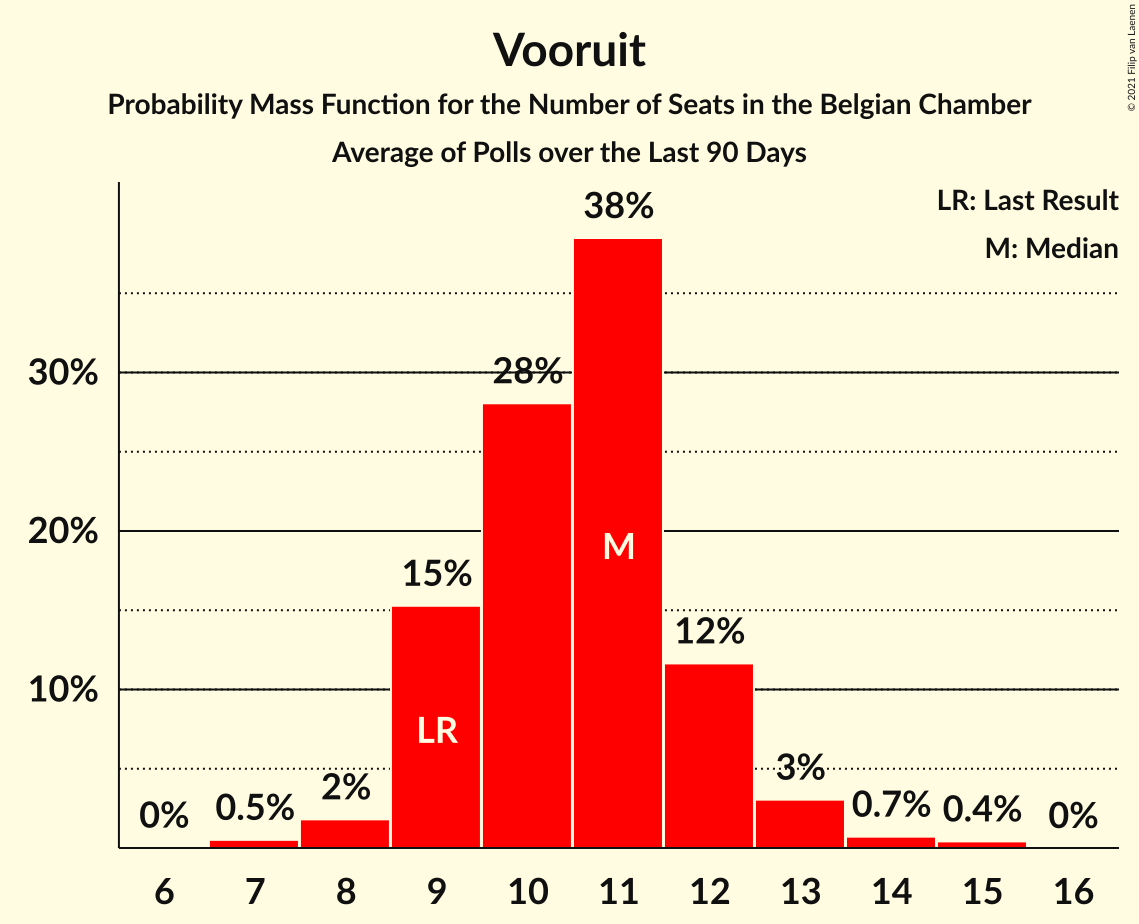 Vooruit
Probability Mass Function for the Number of Seats in the Belgian Chamber
Average of Polls over the Last 90 Days
© 2021 Filip van Laenen
LR: Last Result
M: Median
38%
30%
28%
20%
M
15%
12%
10%
LR
3%
2%
0%
0.5%
0.7%
0.4%
0%
6 7 8 9 10 11 12 13 14 15 16